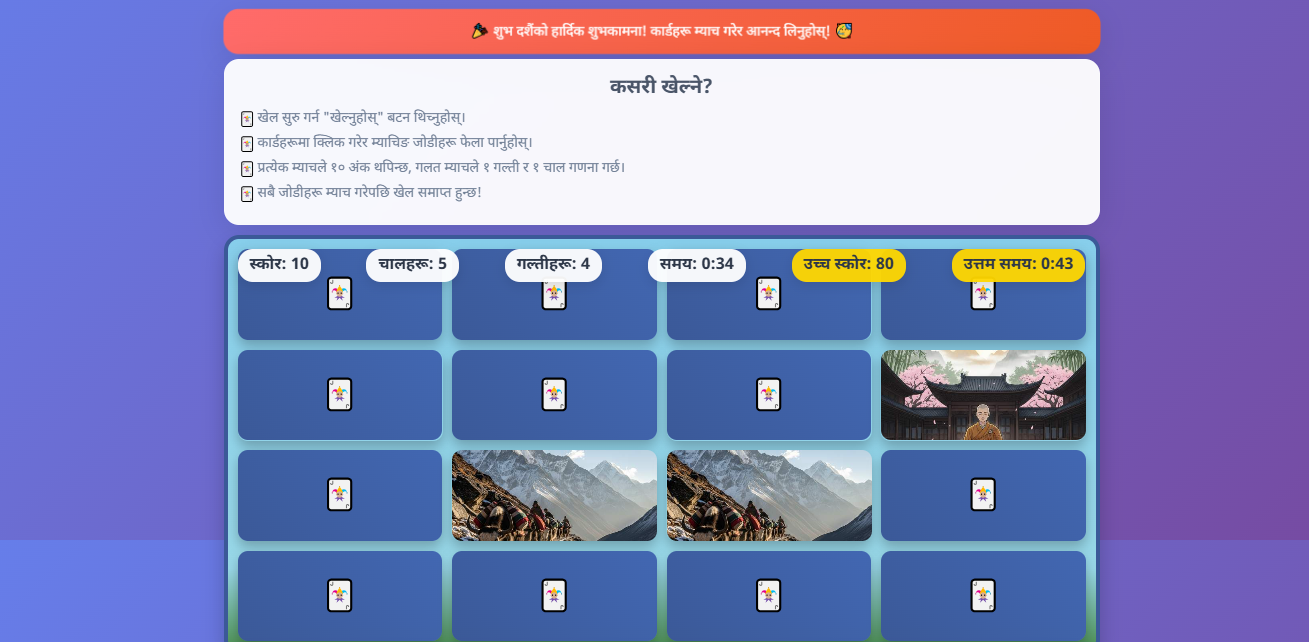 शुभ दशैंको हार्दिक शुभकामना! कार्डहरू म्याच गरेर आनन्द लिनुहोस्!
कसरी खेल्ने?
खेल सुरु गर्न "खेल्नुहोस्" बटन थिच्नुहोस्।
कार्डहरूमा क्लिक गरेर म्याचिङ जोडीहरू फेला पार्नुहोस्।
प्रत्येक म्याचले १० अंक थपिन्छ, गलत म्याचले १ गल्ती र १ चाल गणना गर्छ।
सबै जोडीहरू म्याच गरेपछि खेल समाप्त हुन्छ!
स्कोर: 10 चालहरू: 5 गल्तीहरू: 4 समय: 0:34 उच्च स्कोर: 80 उत्तम समय: 0:43